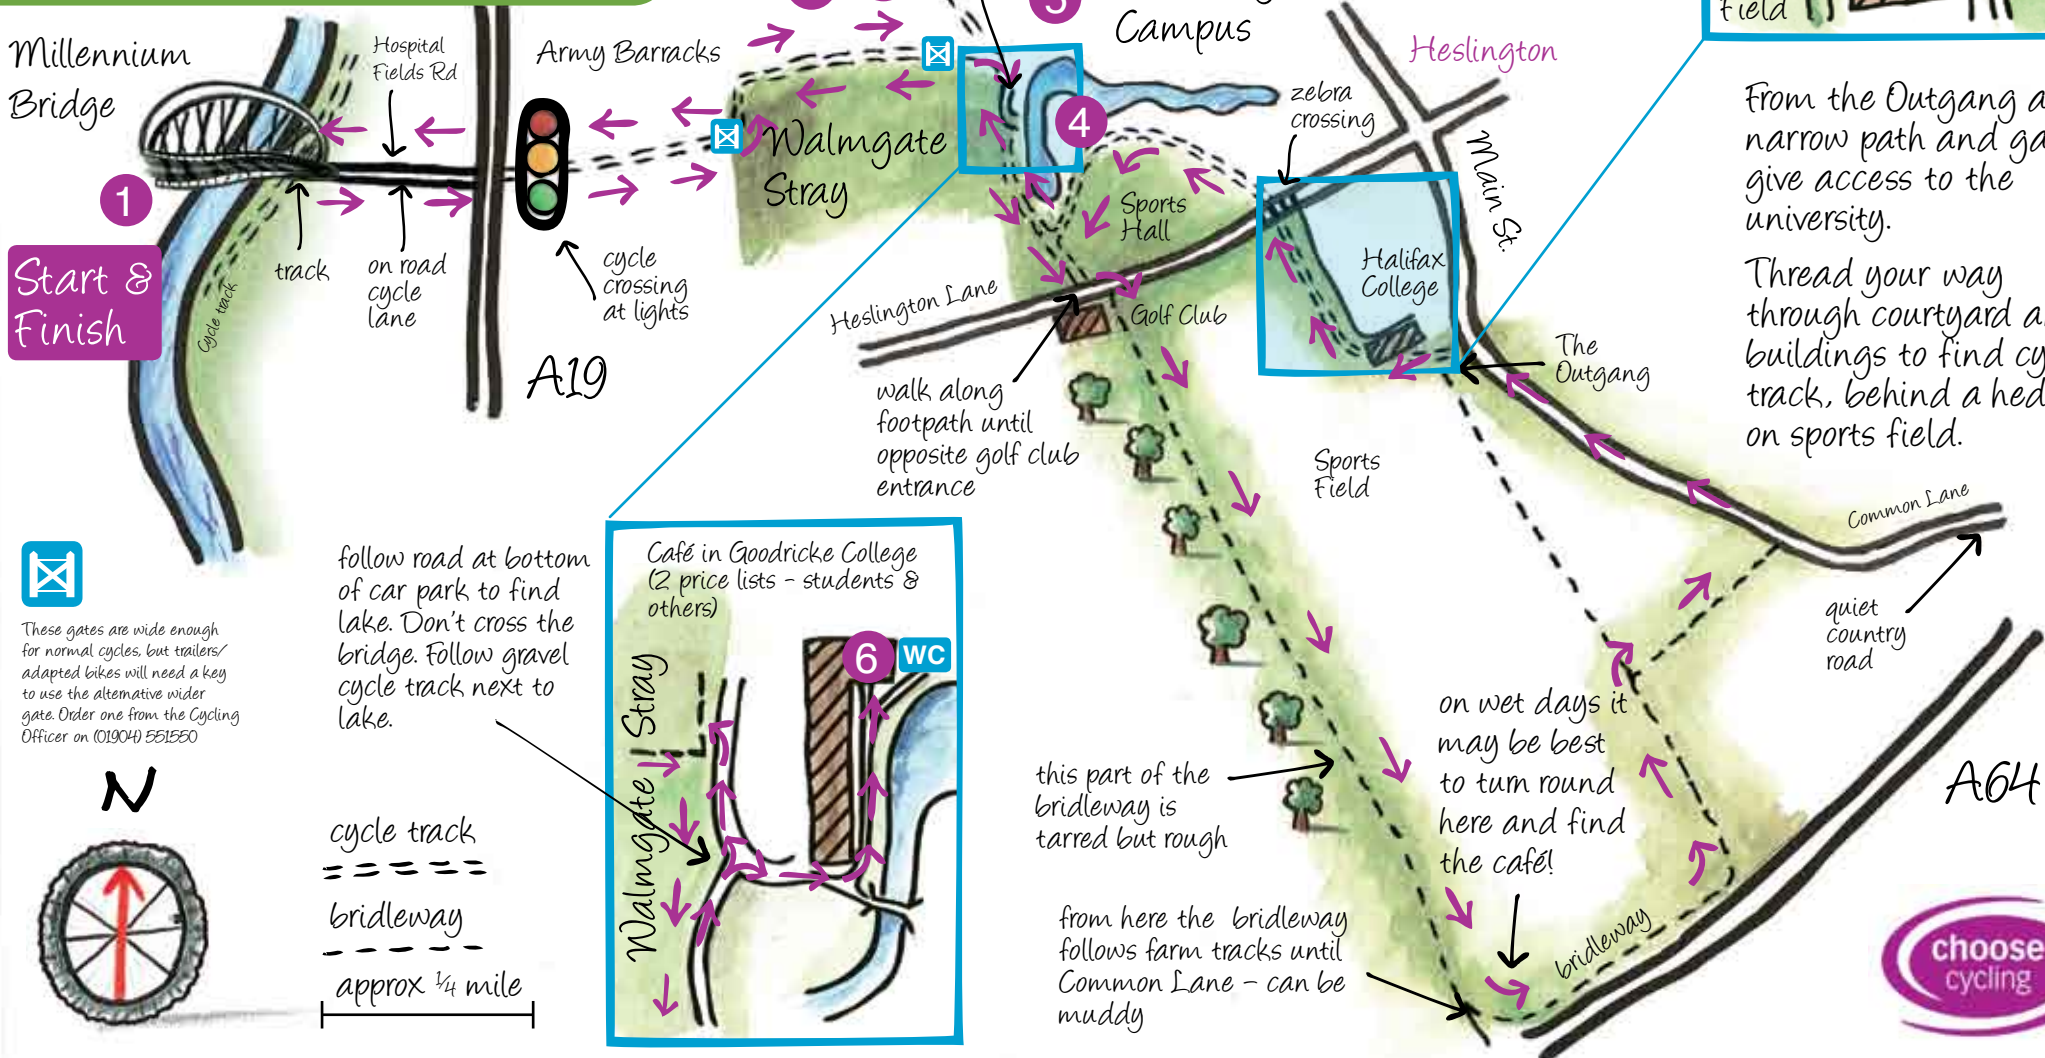 Millennium
Bridge
Hospital
Fields Rd
Army Barracks
Campus
Heslington
Field
zebra
crossing
Main St.
1
4
Walmgate
Stray
Sports
Hall
Start &
Finish
track
on road
cycle
lane
Cycle track
cycle
crossing
at lights
A19
Heslington Lane
Golf Club
Halifax
College
The
Outgang
walk along
footpath until
opposite golf club
entrance
Sports
Field
Common Lane
quiet
country
road
From the Outgang a
narrow path and
give access to the
university.
Thread your way
through courtyard
buildings to find
track, behind a
on sports field.
These gates are wide enough
for normal cycles, but trailers/
adapted bikes will need a key
to use the alternative wider
gate. Order one from the Cycling
Officer on (01904) 551550
N
follow road at bottom
of car park to find
lake. Don't cross the
bridge. Follow gravel
cycle track next to
lake.
cycle track
bridleway
approx ¼ mile
Café in Goodricke College
(2 price lists - students &
others)
6
WC
Walmgate Stray
this part of the
bridleway is
tarred but rough
on wet days it
may be best
to turn round
here and find
the café!
from here the bridleway
follows farm tracks until
Common Lane - can be
muddy
bridleway
A64
choose
cycling